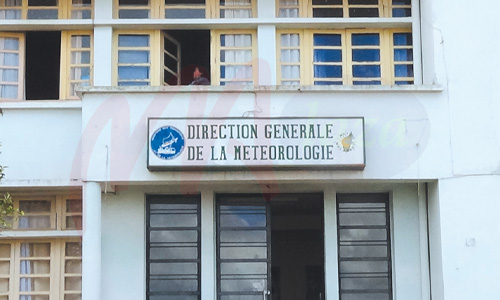 DIRECTION GENERALE
DE LA METEOROLOGIE